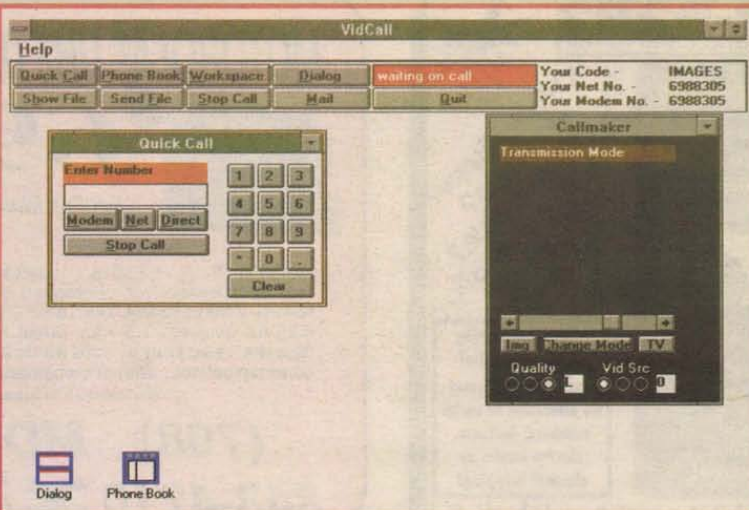 VidCall
Help
Quick Call Phone Book Workspace Dialog waiting on call Your Code - IMAGES
Your Net No. - 6988305
Show File Send File Stop Call Mail Quit Your Modem No. - 6988305
Quick Call
Enter Number
1 2 3
4 5 6
Modem Net Direct
7 8 9
Stop Call
* 0 .
Clear
Callmaker
Transmission Mode
Img Change Mode TV
Quality Vid Src
L 0
Dialog Phone Book